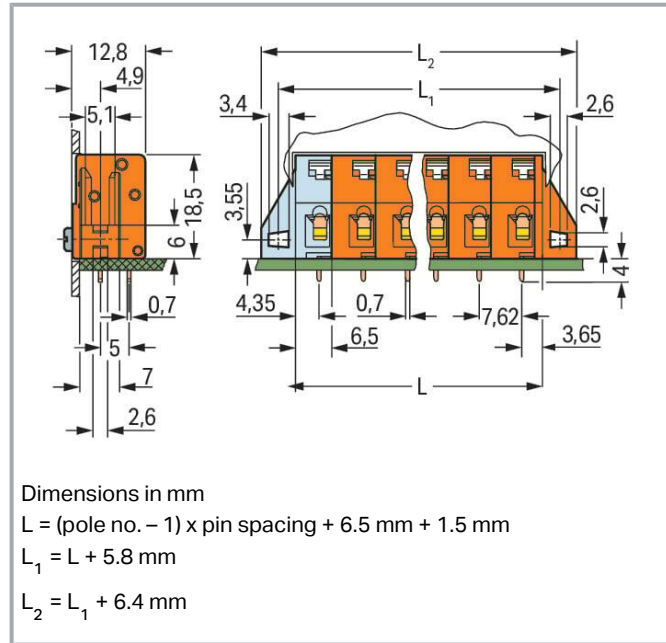 12,8
4,9
5,1
18,5
6
0,7
5
7
2,6
L₂
L₁
3,4
2,6
3,55
2,6
4
4,35
0,7
7,62
6,5
3,65
L
Dimensions in mm
L = (pole no. – 1) x pin spacing + 6.5 mm + 1.5 mm
L₁ = L + 5.8 mm
L₂ = L₁ + 6.4 mm